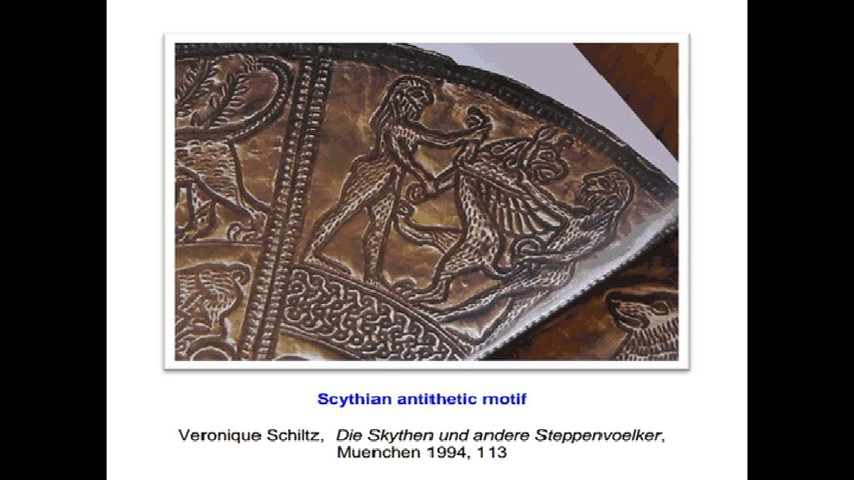 Scythian antithetic motif
Veronique Schiltz, Die Skythen und andere Steppenvoelker,
Muenchen 1994, 113